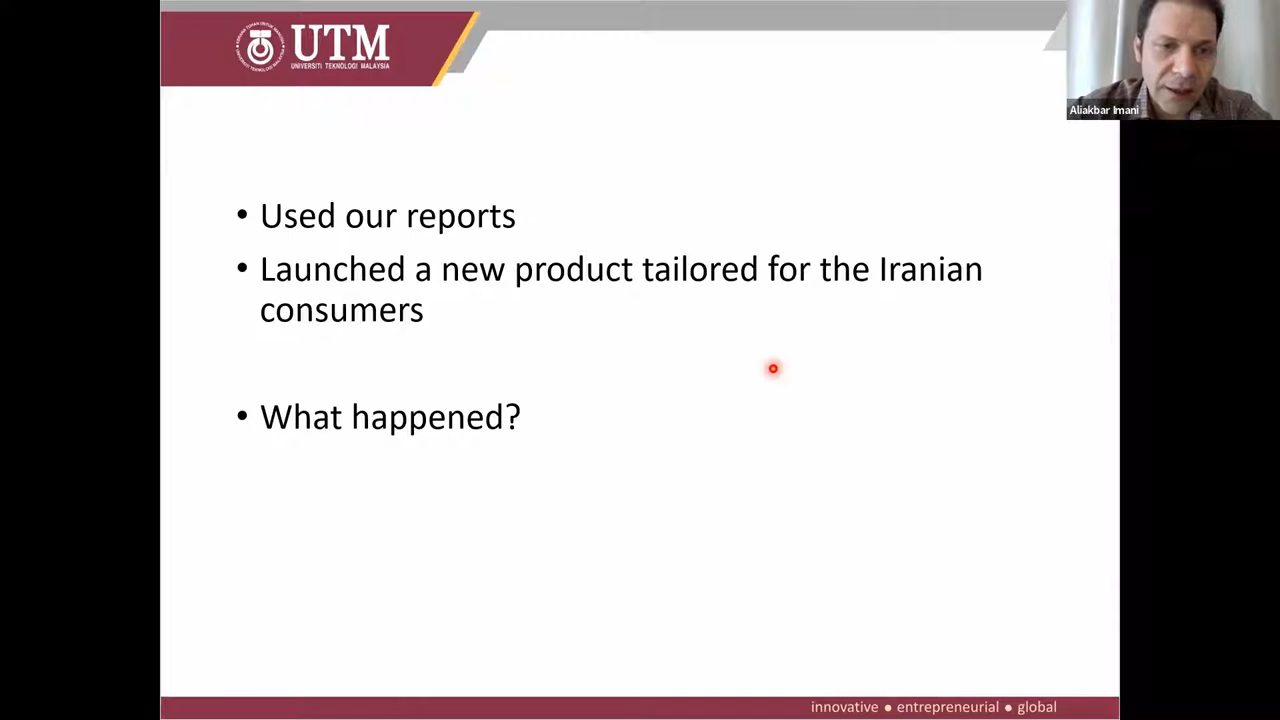 UTM
UNIVERSITI TEKNOLOGI MALAYSIA
Aliakbar Imani
• Used our reports
• Launched a new product tailored for the Iranian
consumers
• What happened?
innovative ● entrepreneurial ● global